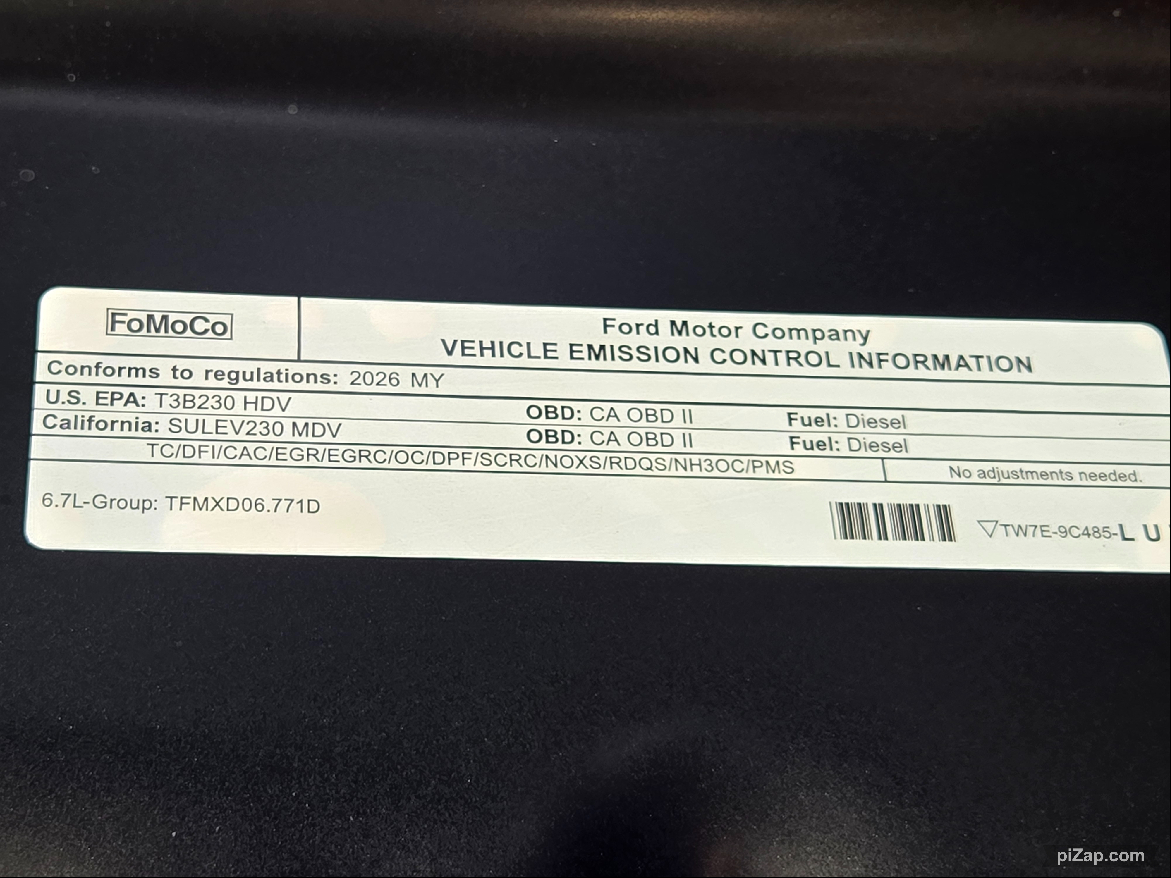 FoMoCo
Ford Motor Company
VEHICLE EMISSION CONTROL INFORMATION
Conforms to regulations: 2026 MY
U.S. EPA: T3B230 HDV OBD: CA OBD II Fuel: Diesel
California: SULEV230 MDV OBD: CA OBD II Fuel: Diesel
TC/DFI/CAC/EGR/EGRC/OC/DPF/SCRC/NOXS/RDQS/NH3OC/PMS No adjustments needed.
6.7L-Group: TFMXD06.771D
TW7E-9C485-L U
piZap.com